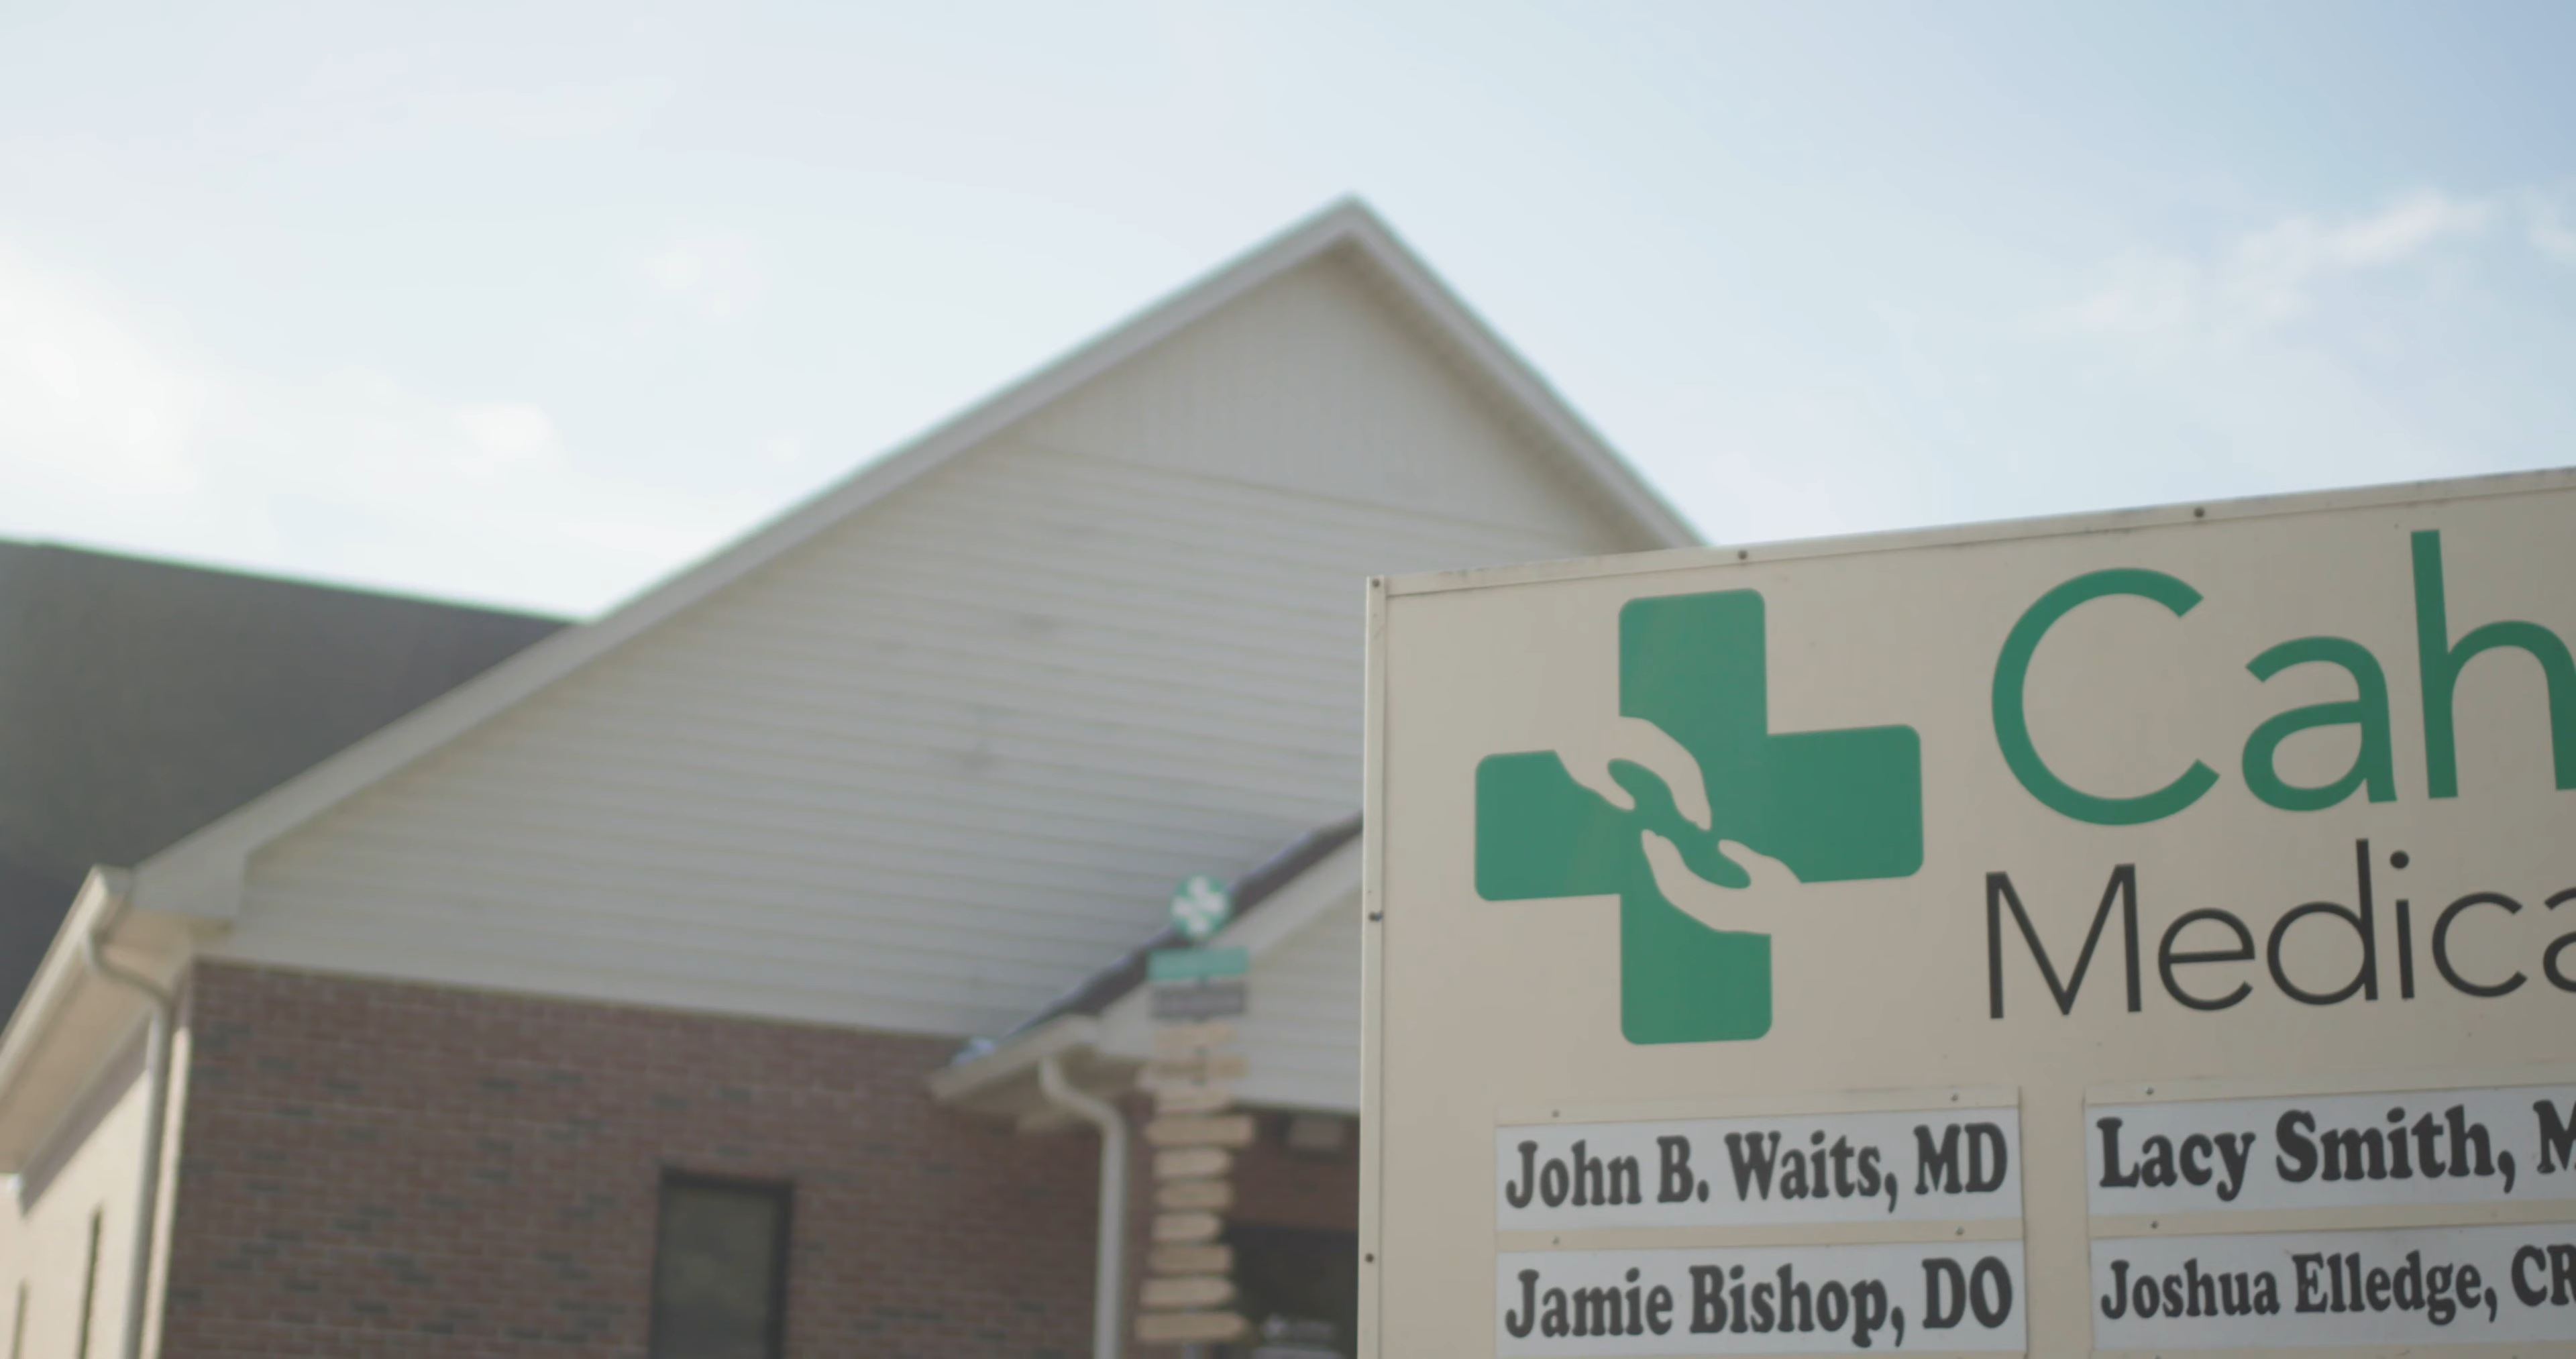 Cah
Medica
John B. Waits, MD
Lacy Smith, M
Jamie Bishop, DO
Joshua Elledge, CR